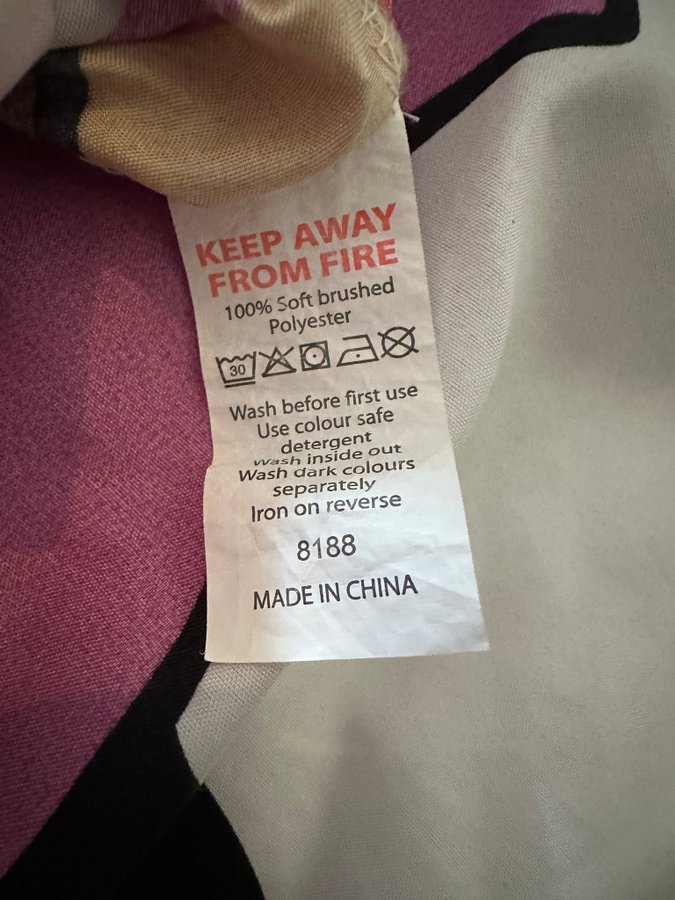 KEEP AWAY
FROM FIRE
100% Soft brushed
Polyester
30
Wash before first use
Use colour safe
detergent
Wash inside out
Wash dark colours
separately
Iron on reverse
8188
MADE IN CHINA